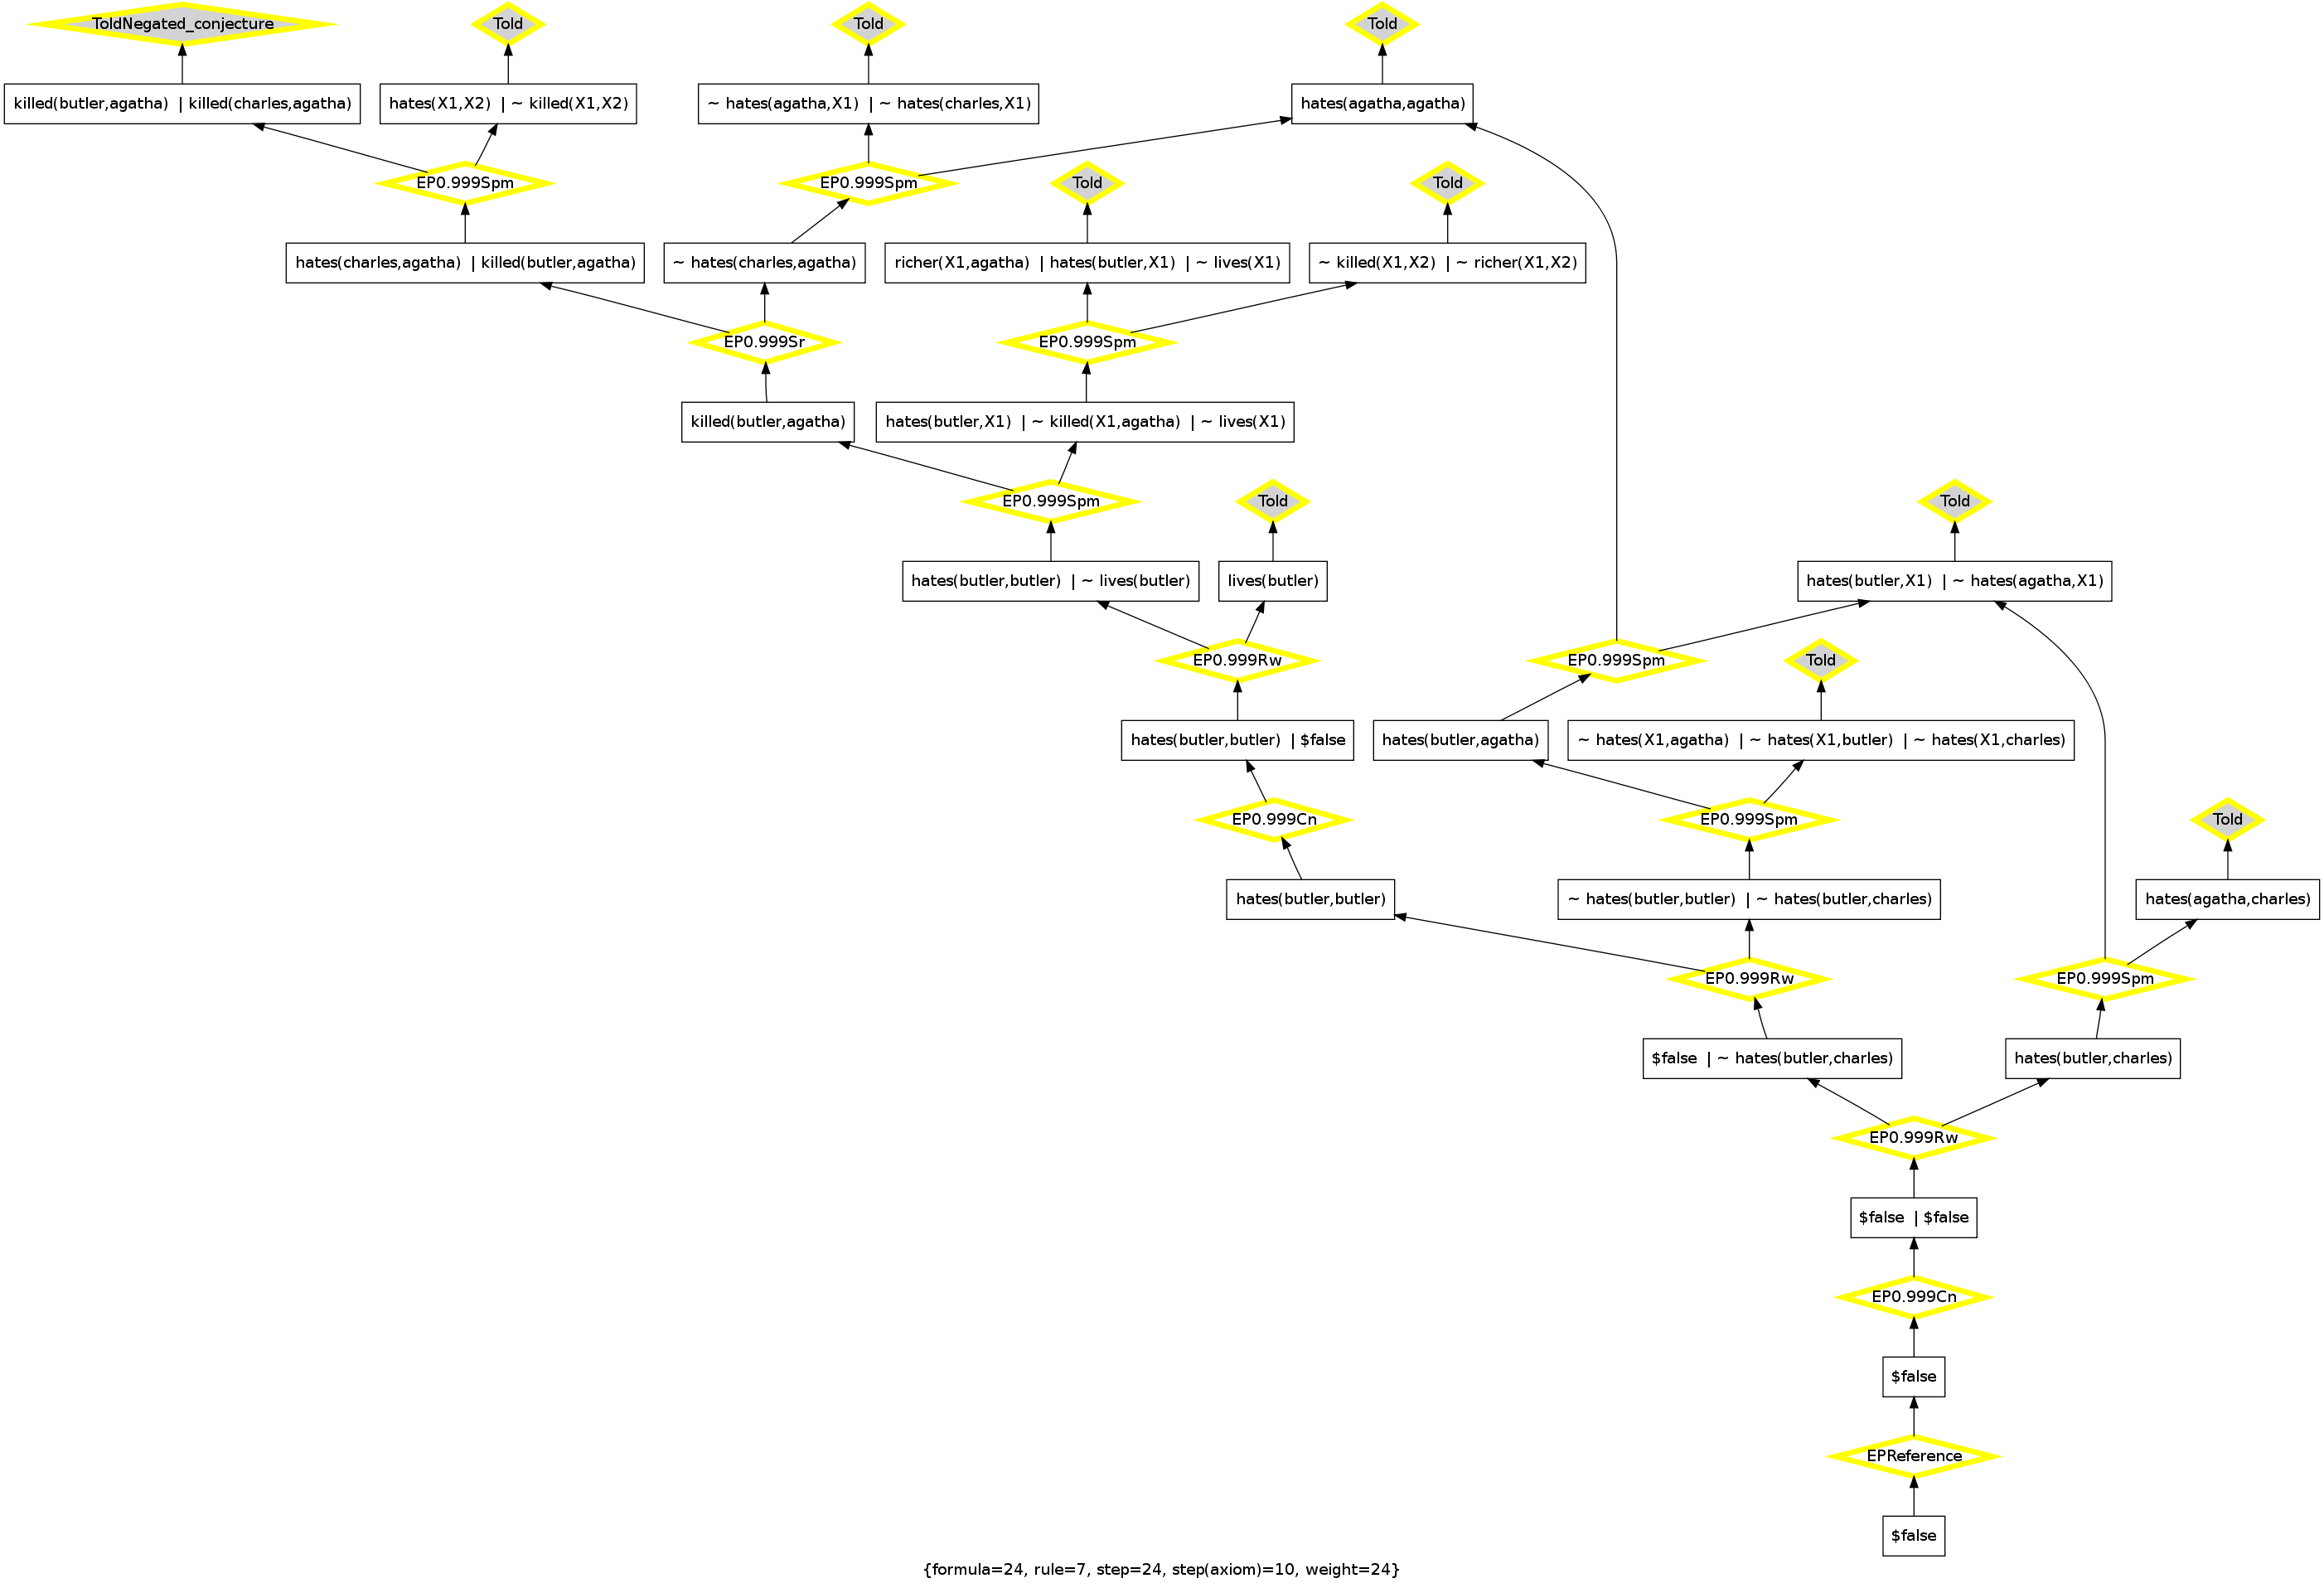 ToldNegated_conjecture
Told
Told
Told
killed(butler,agatha) | killed(charles,agatha)
hates(X1,X2) | ~ killed(X1,X2)
~ hates(agatha,X1) | ~ hates(charles,X1)
hates(agatha,agatha)
EP0.999Spm
EP0.999Spm
Told
Told
hates(charles,agatha) | killed(butler,agatha)
~ hates(charles,agatha)
richer(X1,agatha) | hates(butler,X1) | ~ lives(X1)
~ killed(X1,X2) | ~ richer(X1,X2)
EP0.999Sr
EP0.999Spm
killed(butler,agatha)
hates(butler,X1) | ~ killed(X1,agatha) | ~ lives(X1)
EP0.999Spm
Told
Told
hates(butler,butler) | ~ lives(butler)
lives(butler)
hates(butler,X1) | ~ hates(agatha,X1)
EP0.999Rw
EP0.999Spm
Told
hates(butler,butler) | $false
hates(butler,agatha)
~ hates(X1,agatha) | ~ hates(X1,butler) | ~ hates(X1,charles)
EP0.999Cn
EP0.999Spm
Told
hates(butler,butler)
~ hates(butler,butler) | ~ hates(butler,charles)
hates(agatha,charles)
EP0.999Rw
EP0.999Spm
$false | ~ hates(butler,charles)
hates(butler,charles)
EP0.999Rw
$false | $false
EP0.999Cn
$false
EPReference
$false
{formula=24, rule=7, step=24, step(axiom)=10, weight=24}